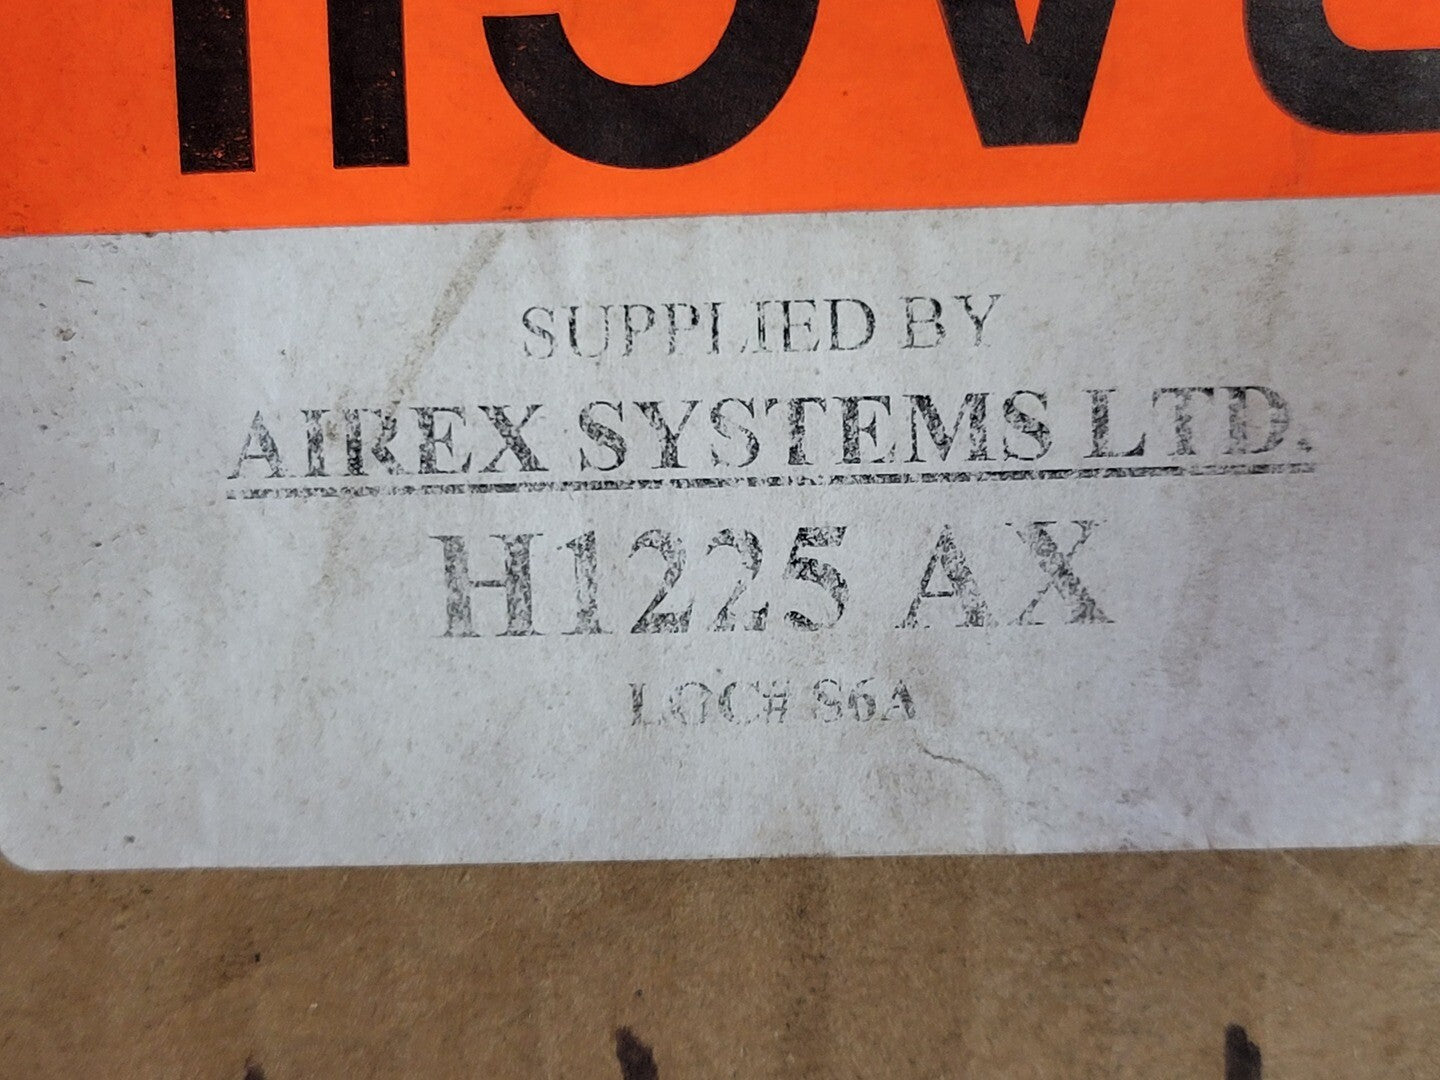 SUPPLIED BY
AIREX SYSTEMS LTD.
H1225 AX
LOC# S6A